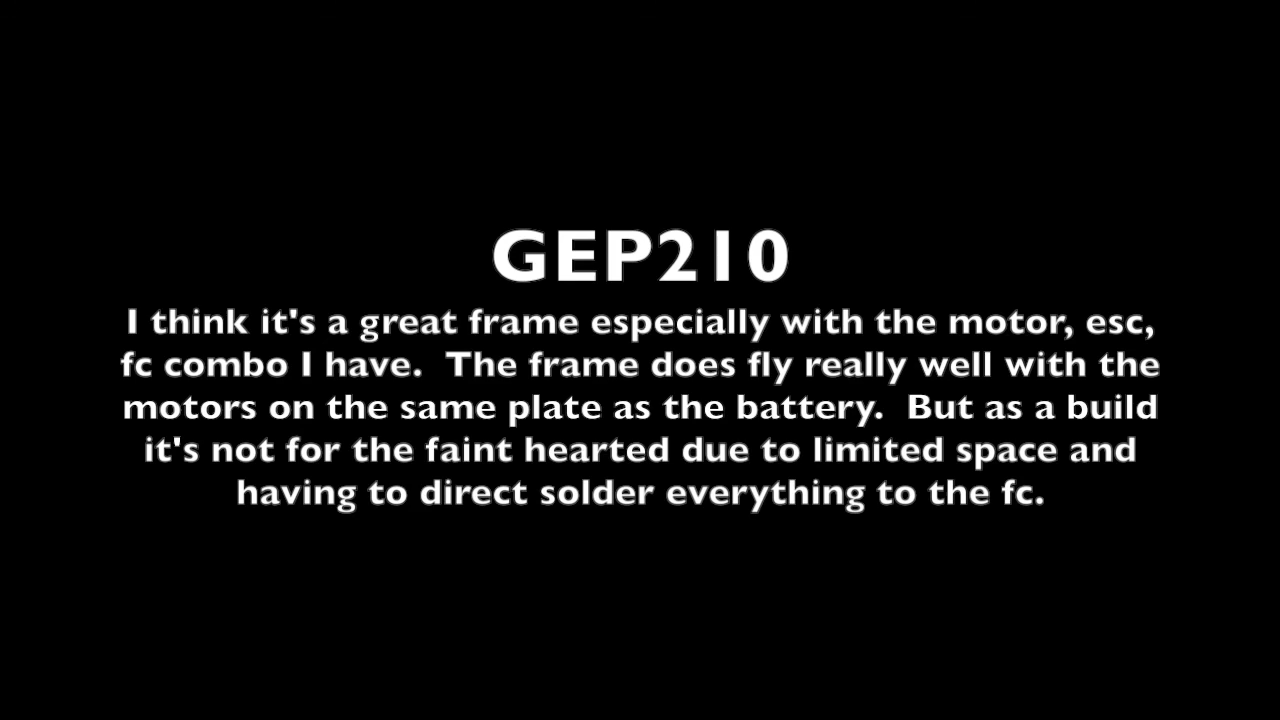 GEP210
I think it's a great frame especially with the motor, esc,
fc combo I have.  The frame does fly really well with the
motors on the same plate as the battery.  But as a build
it's not for the faint hearted due to limited space and
having to direct solder everything to the fc.